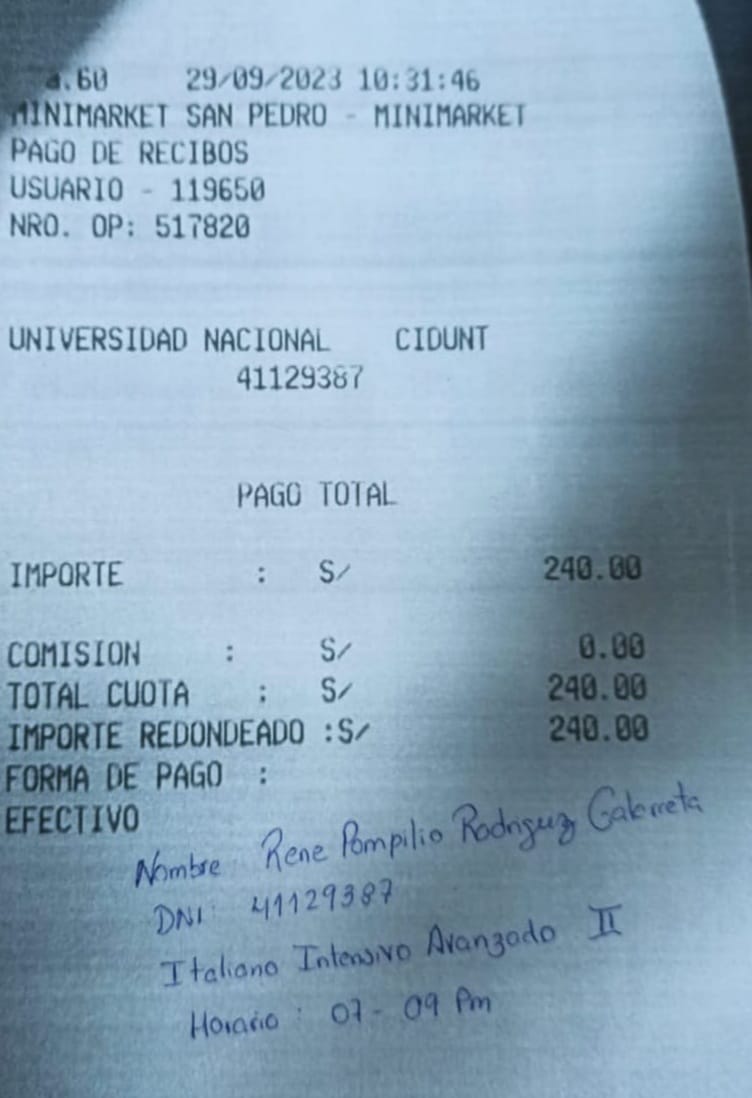 29/09/2023 10:31:46
MINIMARKET SAN PEDRO - MINIMARKET
PAGO DE RECIBOS
USUARIO - 119650
NRO. OP: 517820
UNIVERSIDAD NACIONAL CIDUNT
41129387
PAGO TOTAL
IMPORTE : S/ 240.00
COMISION : S/ 0.00
TOTAL CUOTA : S/ 240.00
IMPORTE REDONDEADO :S/ 240.00
FORMA DE PAGO :
EFECTIVO
Nombre : Rene Pompilio Rodriguez
DNI : 41129387
Italiano Intensivo Avanzado II
Horario : 07 - 09 Pm